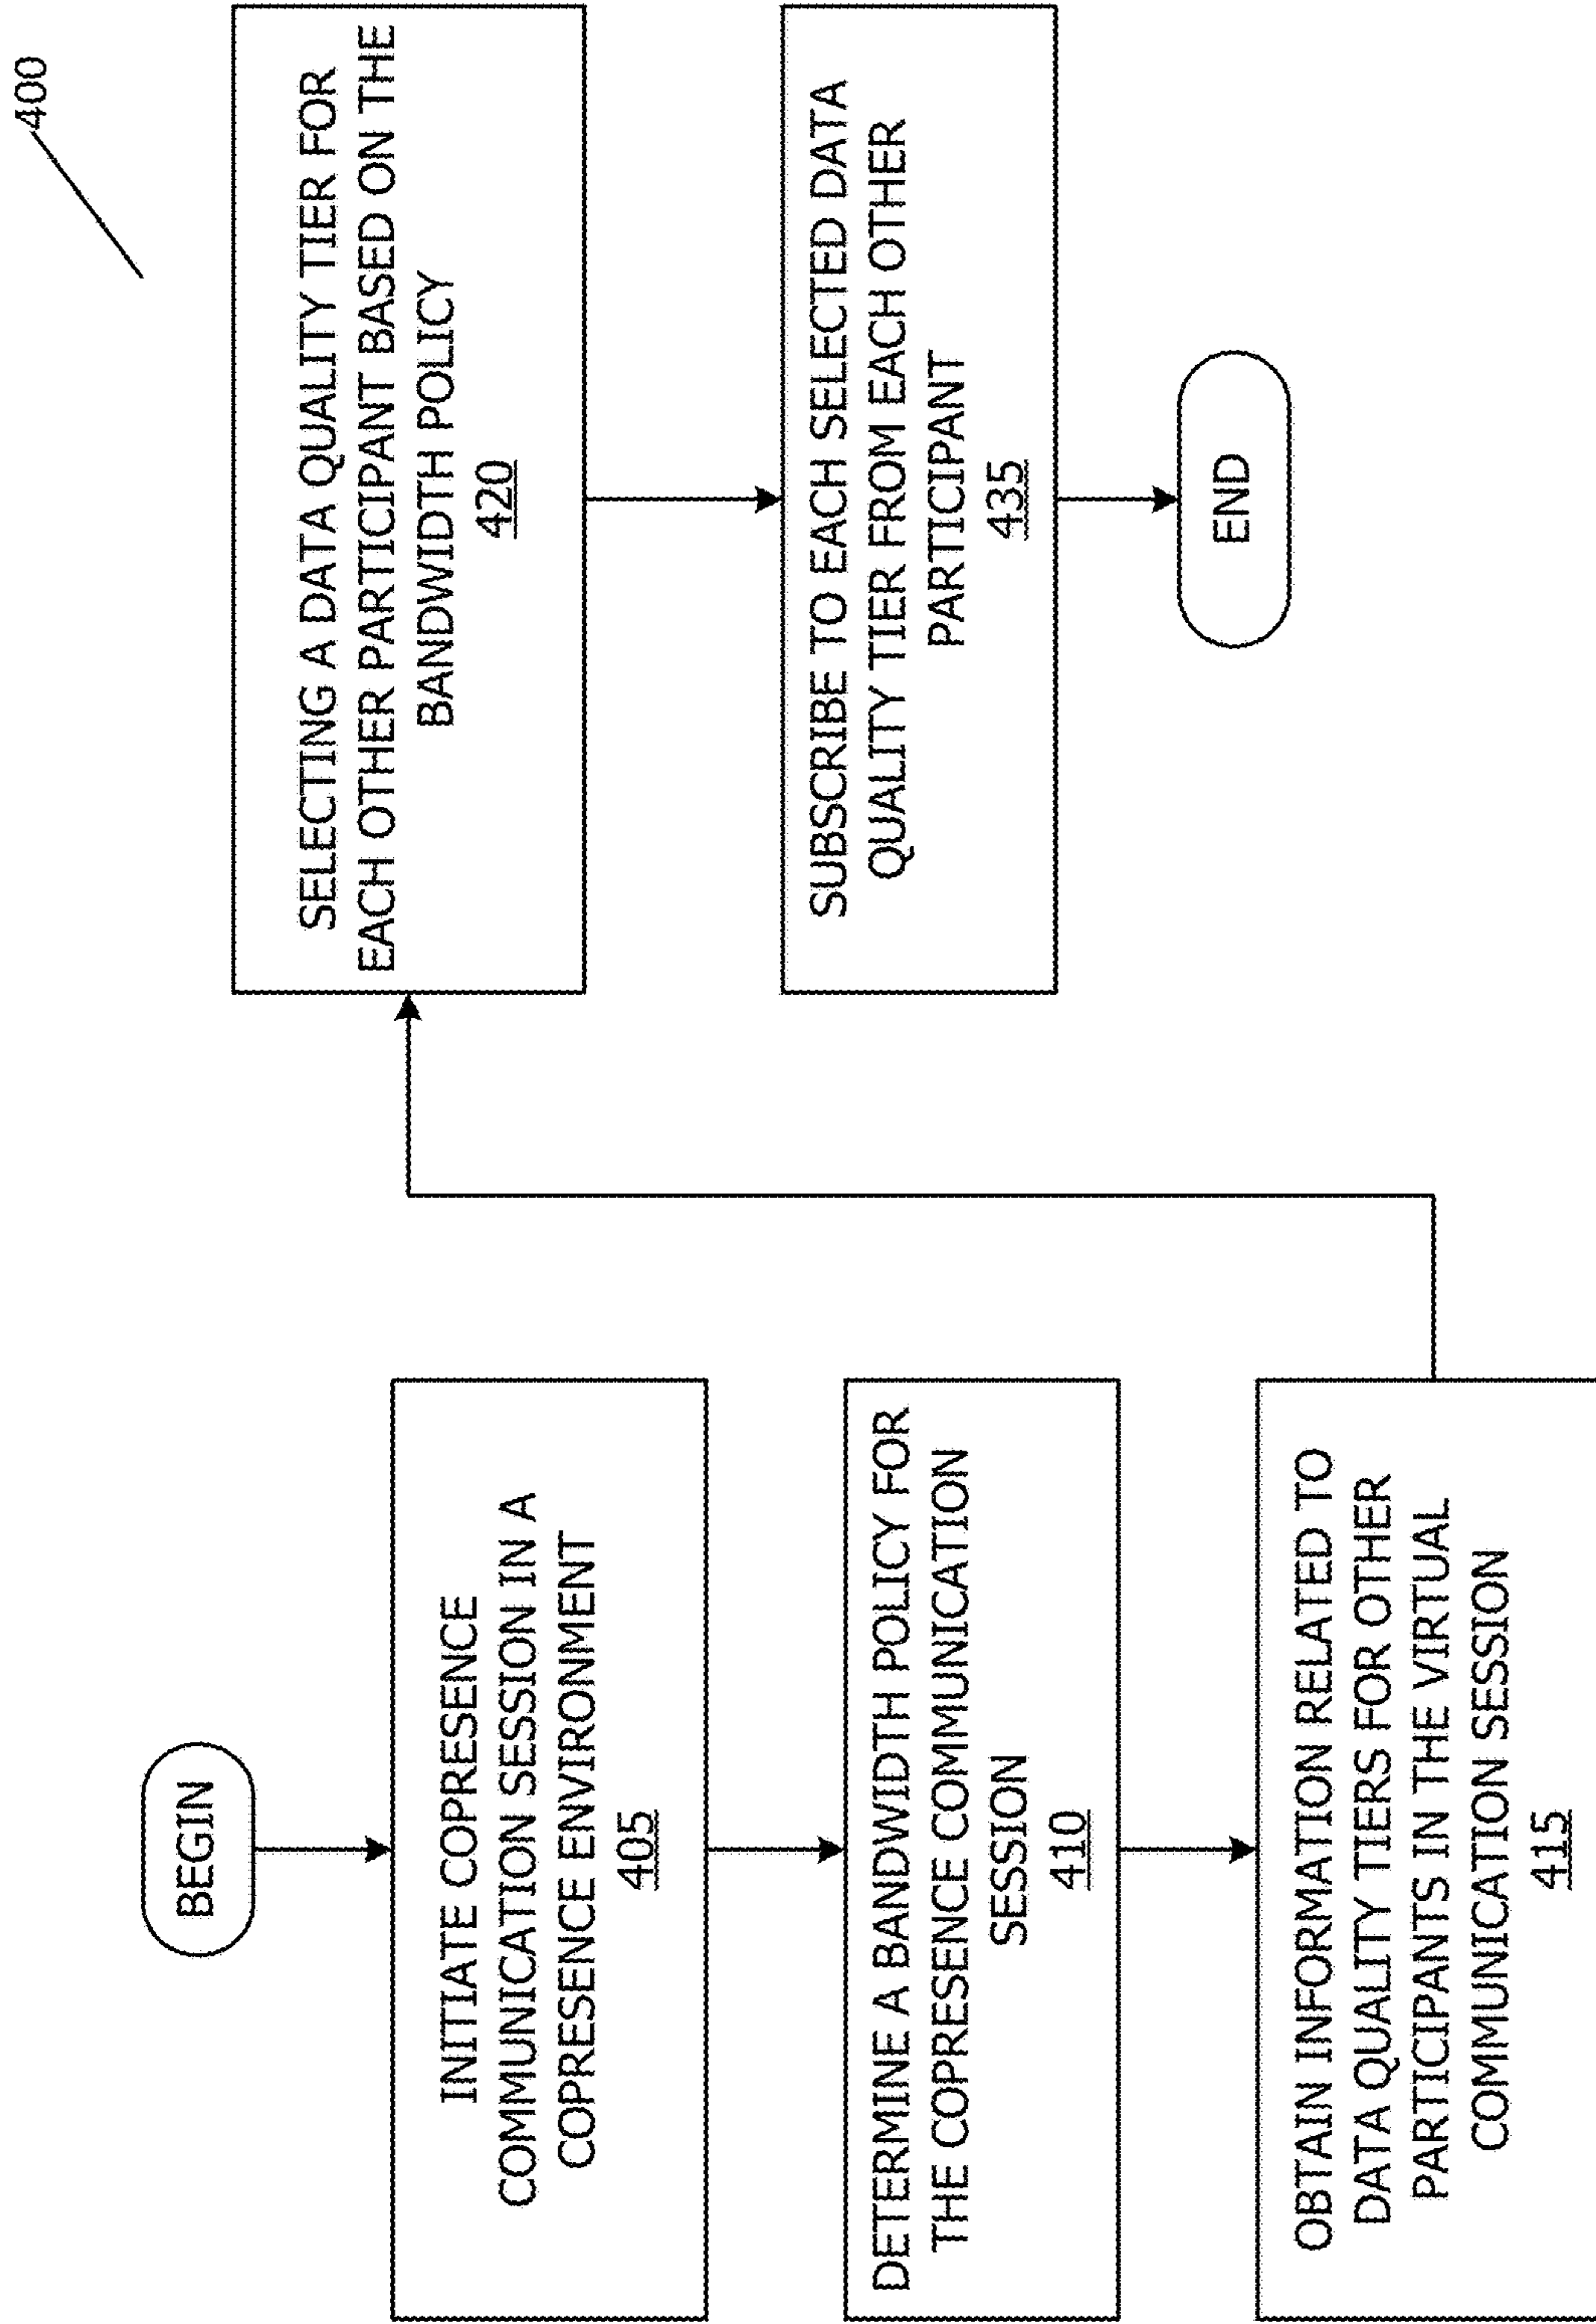 400
BEGIN
INITIATE COPRESENCE
COMMUNICATION SESSION IN A
COPRESENCE ENVIRONMENT
405
DETERMINE A BANDWIDTH POLICY FOR
THE COPRESENCE COMMUNICATION
SESSION
410
OBTAIN INFORMATION RELATED TO
DATA QUALITY TIERS FOR OTHER
PARTICIPANTS IN THE VIRTUAL
COMMUNICATION SESSION
415
SELECTING A DATA QUALITY TIER FOR
EACH OTHER PARTICIPANT BASED ON THE
BANDWIDTH POLICY
420
SUBSCRIBE TO EACH SELECTED DATA
QUALITY TIER FROM EACH OTHER
PARTICIPANT
435
END